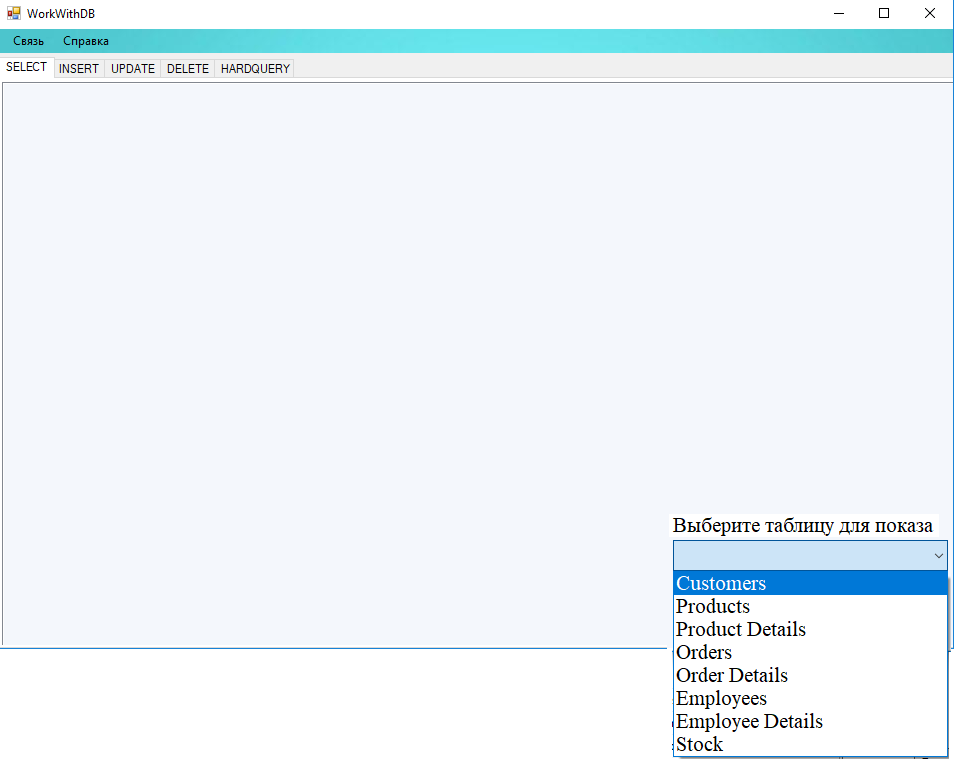 WorkWithDB
Связь Справка
SELECT INSERT UPDATE DELETE HARDQUERY
Выберите таблицу для показа
Customers
Products
Product Details
Orders
Order Details
Employees
Employee Details
Stock